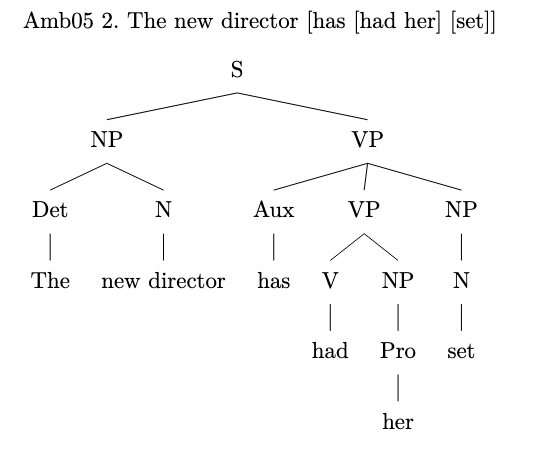 Amb05 2. The new director [has [had her] [set]]
S
NP VP
Det N Aux VP NP
The new director has V NP N
had Pro set
her